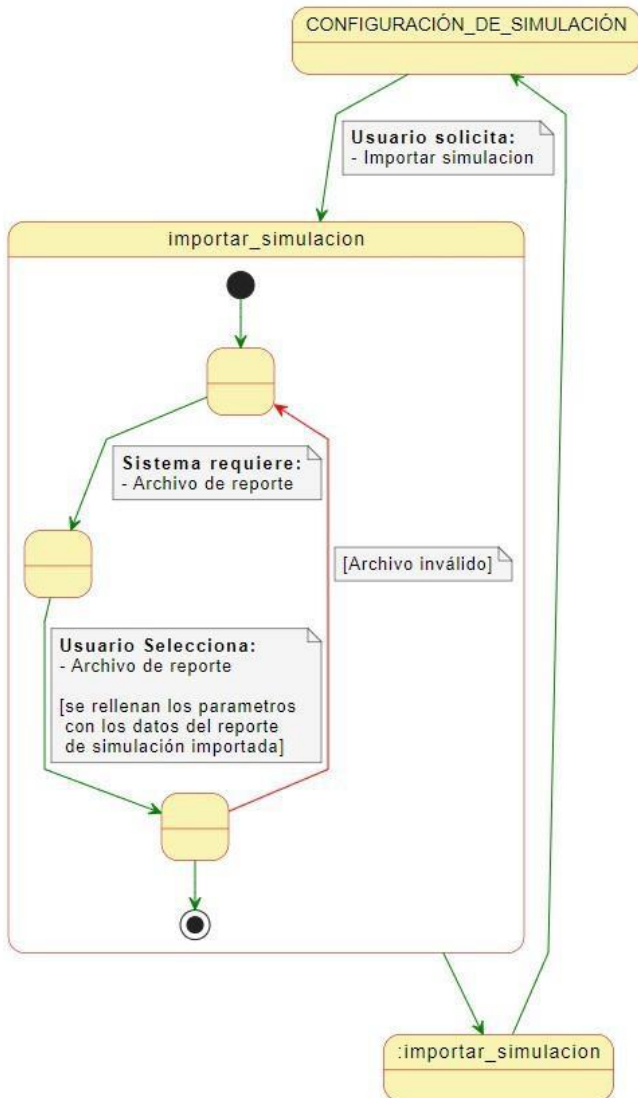 CONFIGURACIÓN_DE_SIMULACIÓN
Usuario solicita:
- Importar simulacion
importar_simulacion
Sistema requiere:
- Archivo de reporte
[Archivo inválido]
Usuario Selecciona:
- Archivo de reporte
[se rellenan los parametros
con los datos del reporte
de simulación importada]
:importar_simulacion